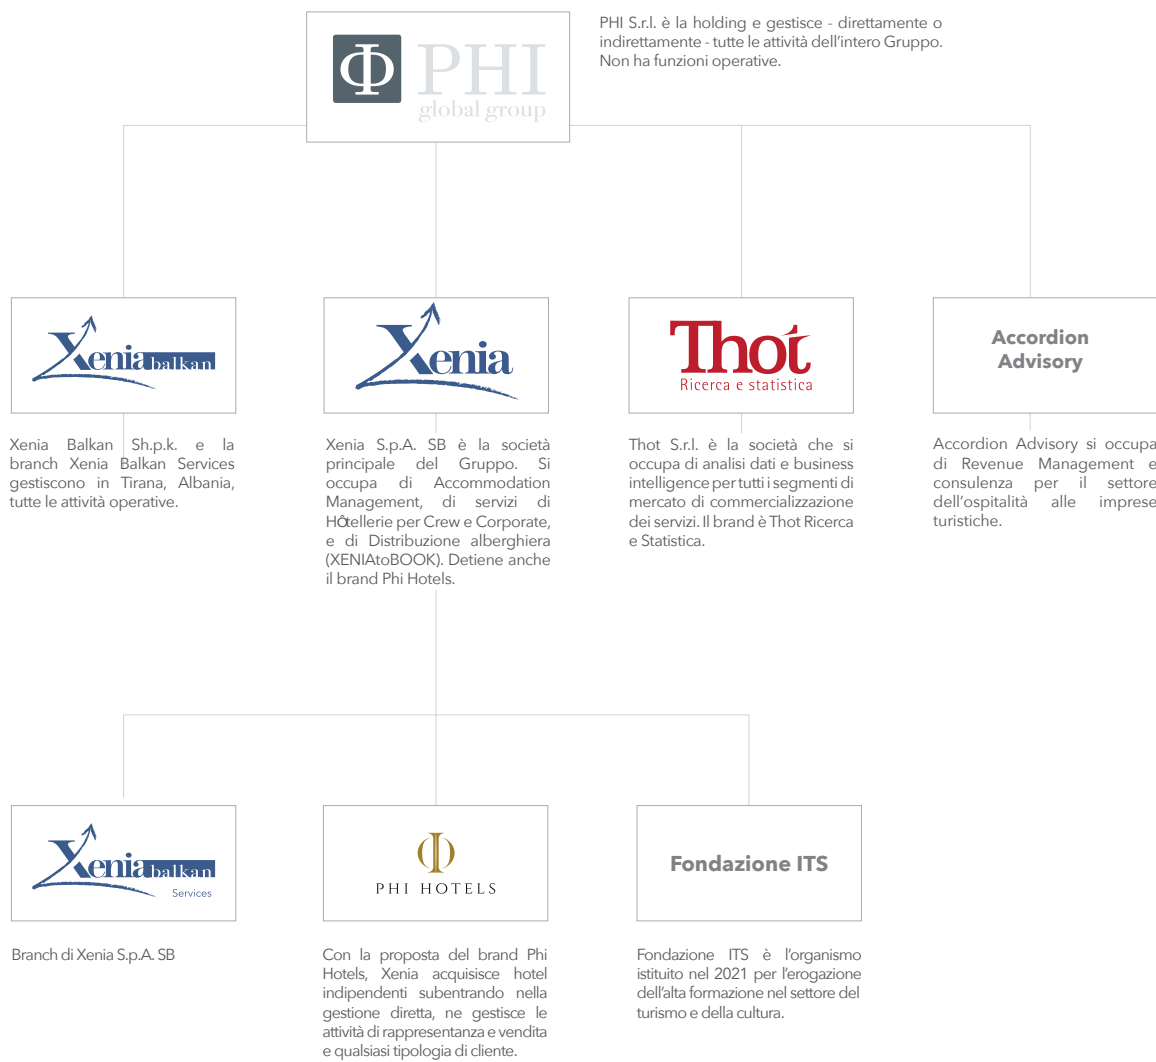 Φ PHI
global group
PHI S.r.l. è la holding e gestisce - direttamente o
indirettamente - tutte le attività dell'intero Gruppo.
Non ha funzioni operative.
Xenia balkan
Xenia
Thot
Ricerca e statistica
Accordion
Advisory
Xenia Balkan Sh.p.k. e la
branch Xenia Balkan Services
gestiscono in Tirana, Albania,
tutte le attività operative.
Xenia S.p.A. SB è la società
principale del Gruppo. Si
occupa di Accommodation
Management, di servizi di
Hôtellerie per Crew e Corporate,
e di Distribuzione alberghiera
(XENIAtoBOOK). Detiene anche
il brand Phi Hotels.
Thot S.r.l. è la società che si
occupa di analisi dati e business
intelligence per tutti i segmenti di
mercato di commercializzazione
dei servizi. Il brand è Thot Ricerca
e Statistica.
Accordion Advisory si occupa
di Revenue Management e
consulenza per il settore
dell'ospitalità alle imprese
turistiche.
Xenia balkan
Services
Φ
PHI HOTELS
Fondazione ITS
Branch di Xenia S.p.A. SB
Con la proposta del brand Phi
Hotels, Xenia acquisisce hotel
indipendenti subentrando nella
gestione diretta, ne gestisce le
attività di rappresentanza e vendita
e qualsiasi tipologia di cliente.
Fondazione ITS è l'organismo
istituito nel 2021 per l'erogazione
dell'alta formazione nel settore del
turismo e della cultura.